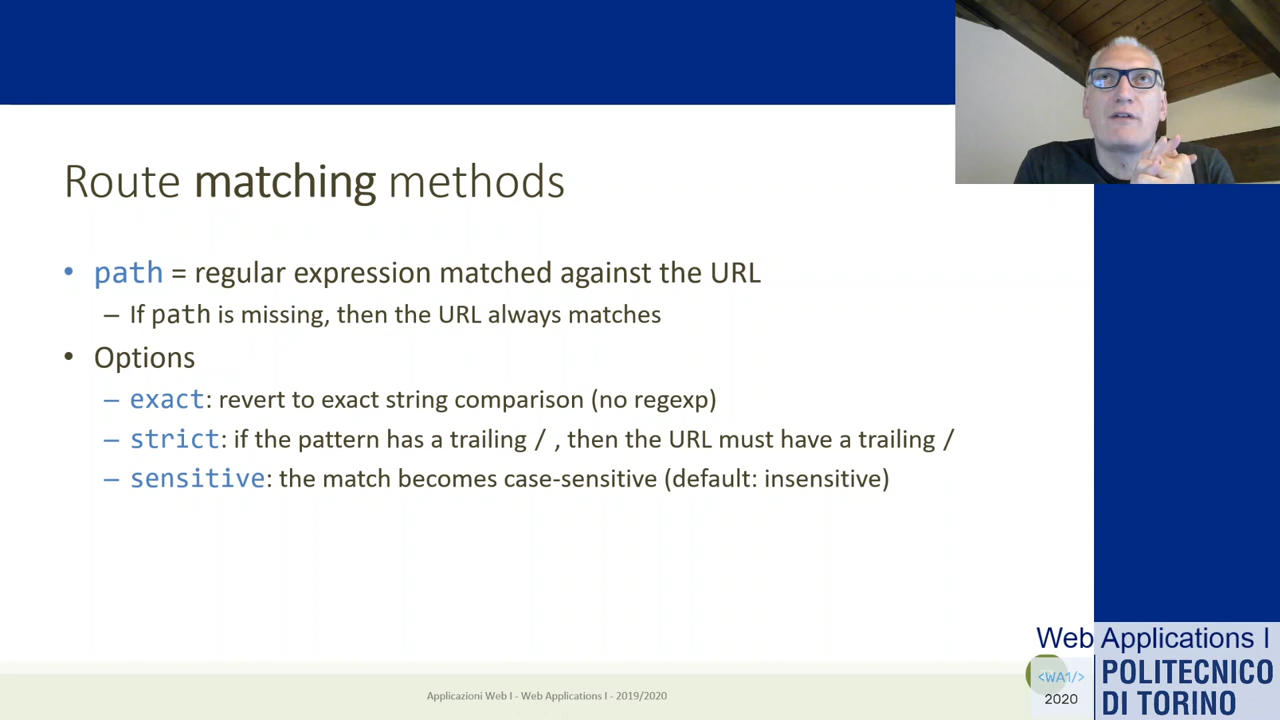 Route matching methods
• path = regular expression matched against the URL
– If path is missing, then the URL always matches
• Options
– exact: revert to exact string comparison (no regexp)
– strict: if the pattern has a trailing / , then the URL must have a trailing /
– sensitive: the match becomes case-sensitive (default: insensitive)
Applicazioni Web I - Web Applications I - 2019/2020
Web Applications I
<WA1/>
2020
POLITECNICO
DI TORINO